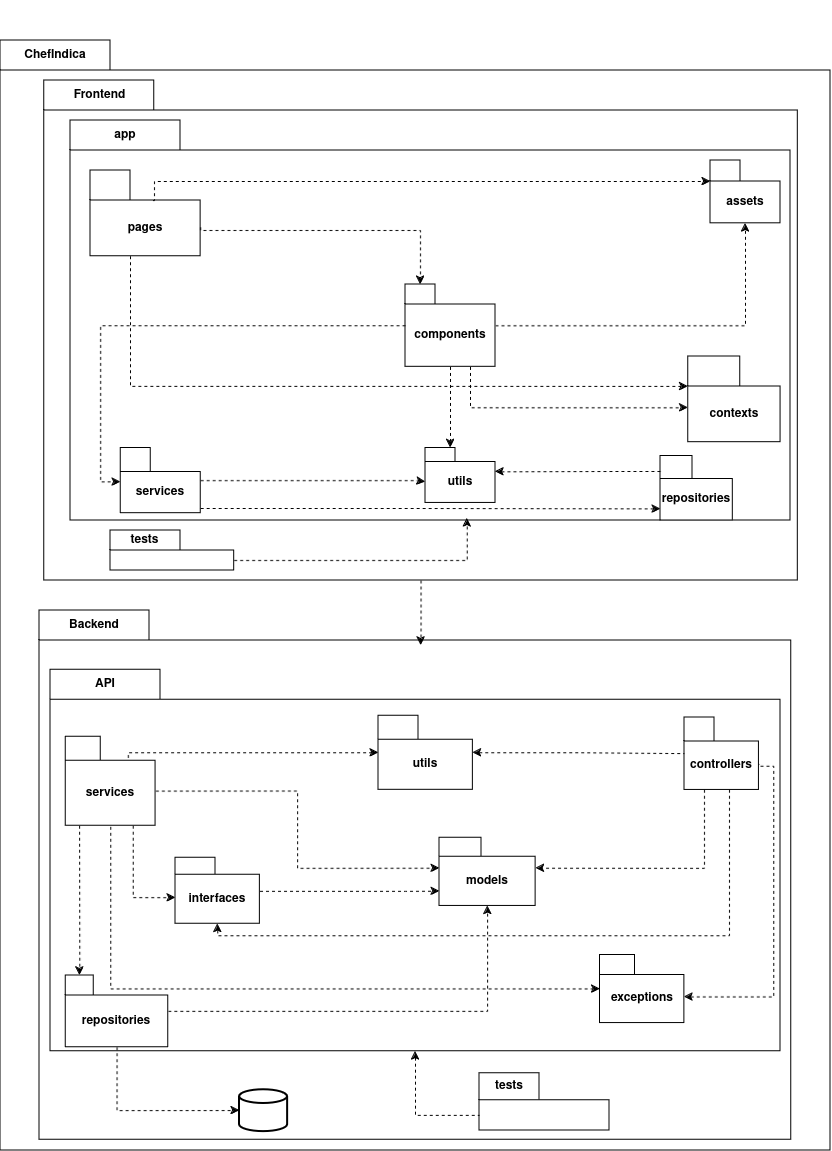 ChefIndica
Frontend
app
pages
assets
components
contexts
services
utils
repositories
tests
Backend
API
utils
controllers
services
models
interfaces
exceptions
repositories
tests